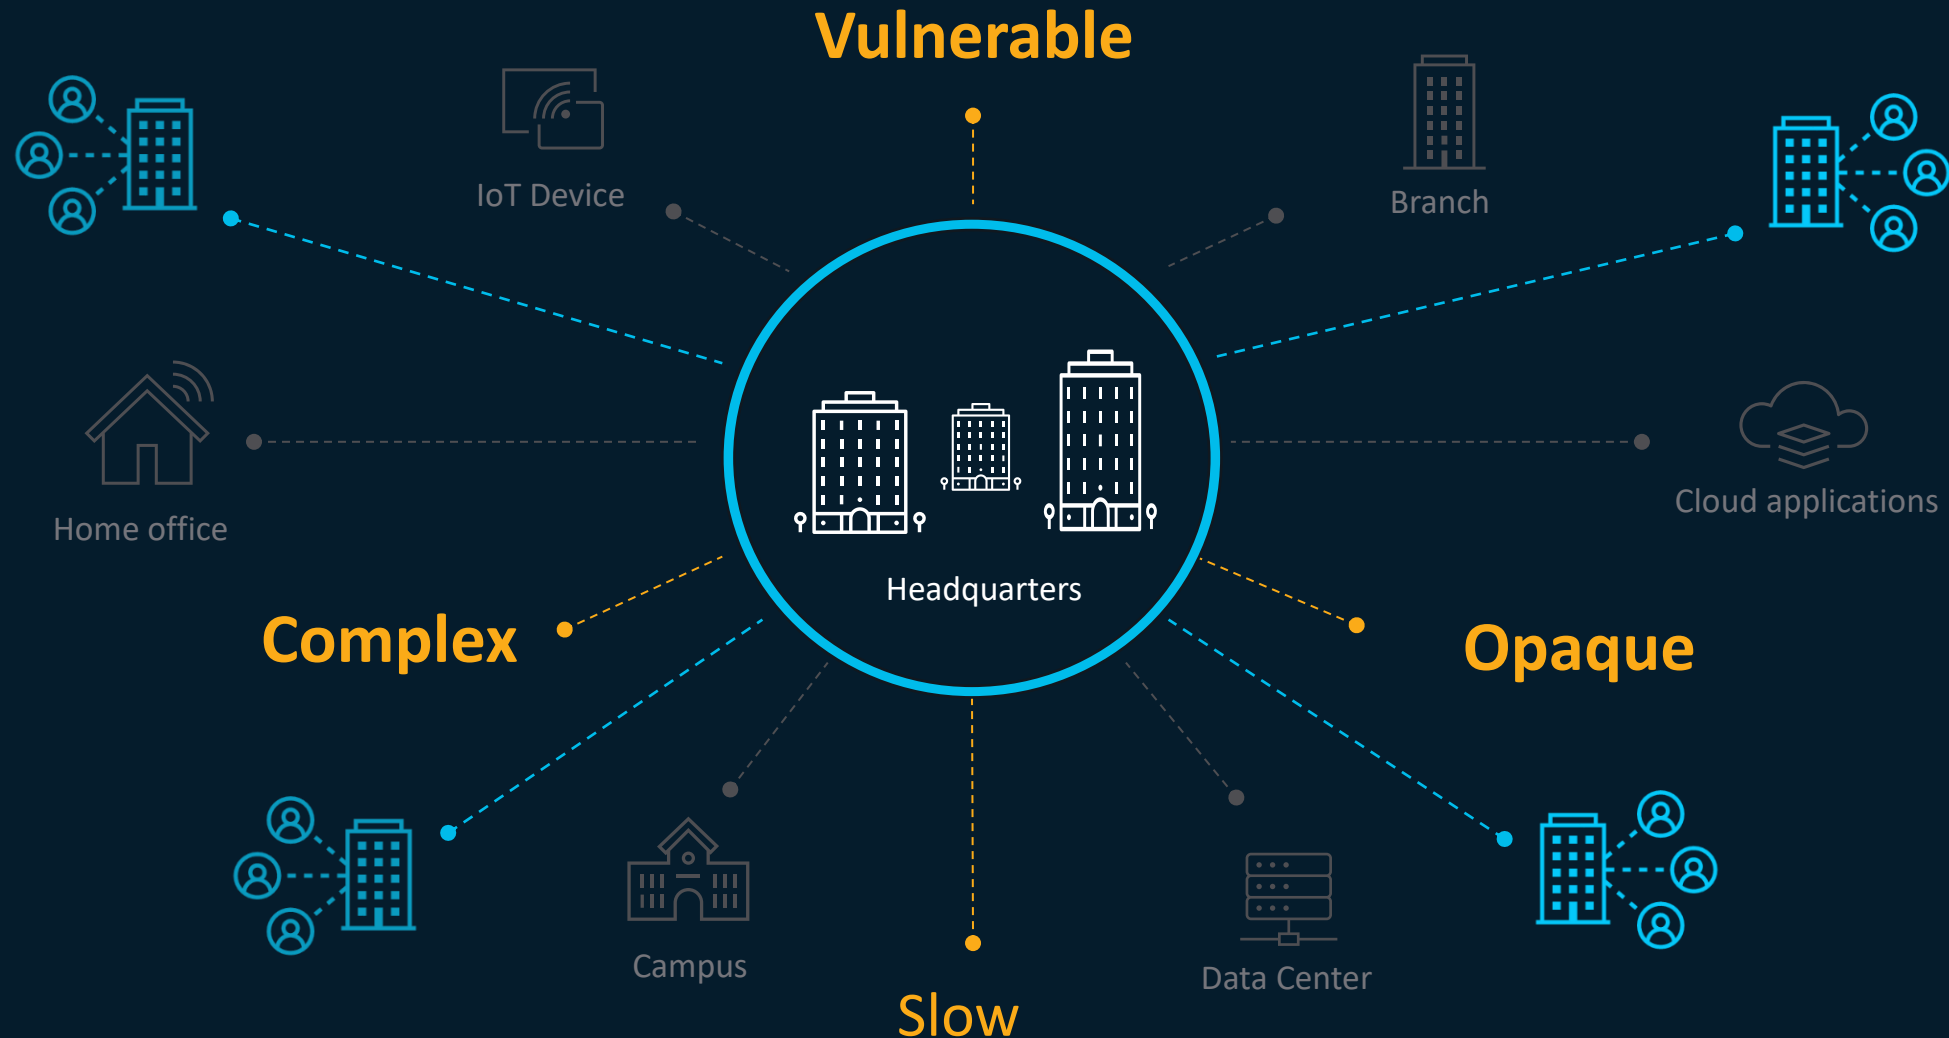 Vulnerable
IoT Device
Branch
Home office
Cloud applications
Headquarters
Complex
Opaque
Campus
Data Center
Slow